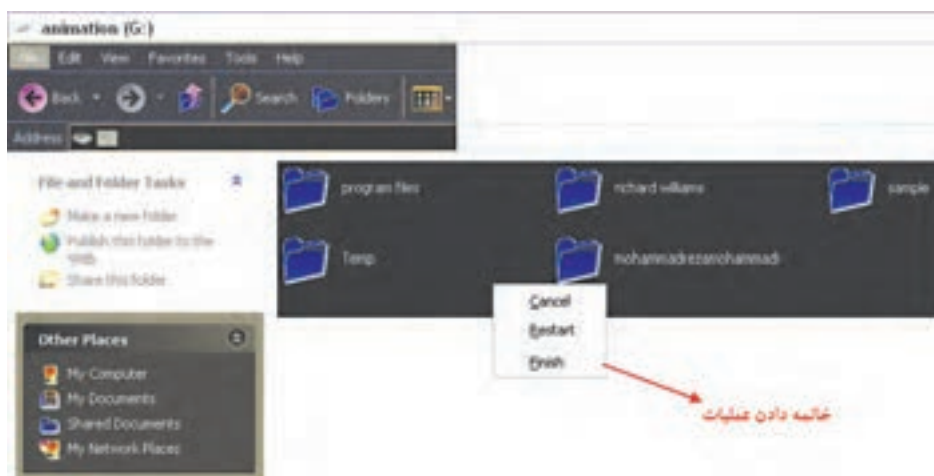 animation (G:)
File Edit View Favorites Tools Help
Back Search Folders
Address
File and Folder Tasks
Make a new folder
Publish this folder to the
Web
Share this folder
Other Places
My Computer
My Documents
Shared Documents
My Network Places
program files
richard williams
sample
Temp
mohammadrezamohammadi
Cancel
Restart
Finish
خاتمه دادن عملیات